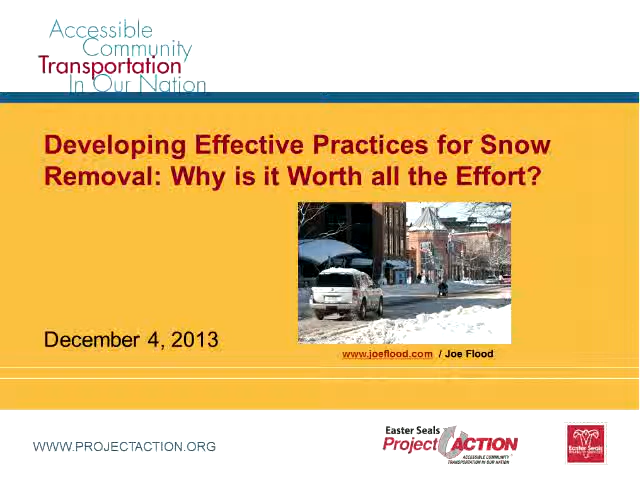 Accessible
Community
Transportation
In Our Nation
Developing Effective Practices for Snow
Removal: Why is it Worth all the Effort?
December 4, 2013
www.joeflood.com / Joe Flood
WWW.PROJECTACTION.ORG
Easter Seals
Project ACTION
ACCESSIBLE COMMUNITY
TRANSPORTATION IN OUR NATION
Easter Seals